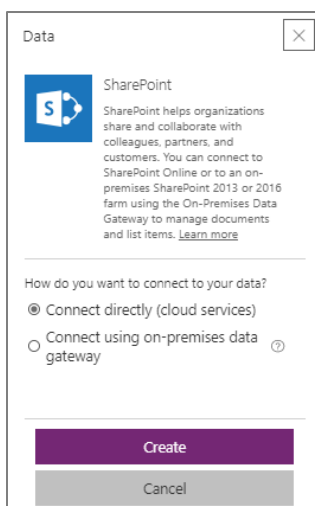 Data
SharePoint
SharePoint helps organizations
share and collaborate with
colleagues, partners, and
customers. You can connect to
SharePoint Online or to an on-
premises SharePoint 2013 or 2016
farm using the On-Premises Data
Gateway to manage documents
and list items. Learn more
S
How do you want to connect to your data?
Connect directly (cloud services)
Connect using on-premises data
gateway
?
Create
Cancel